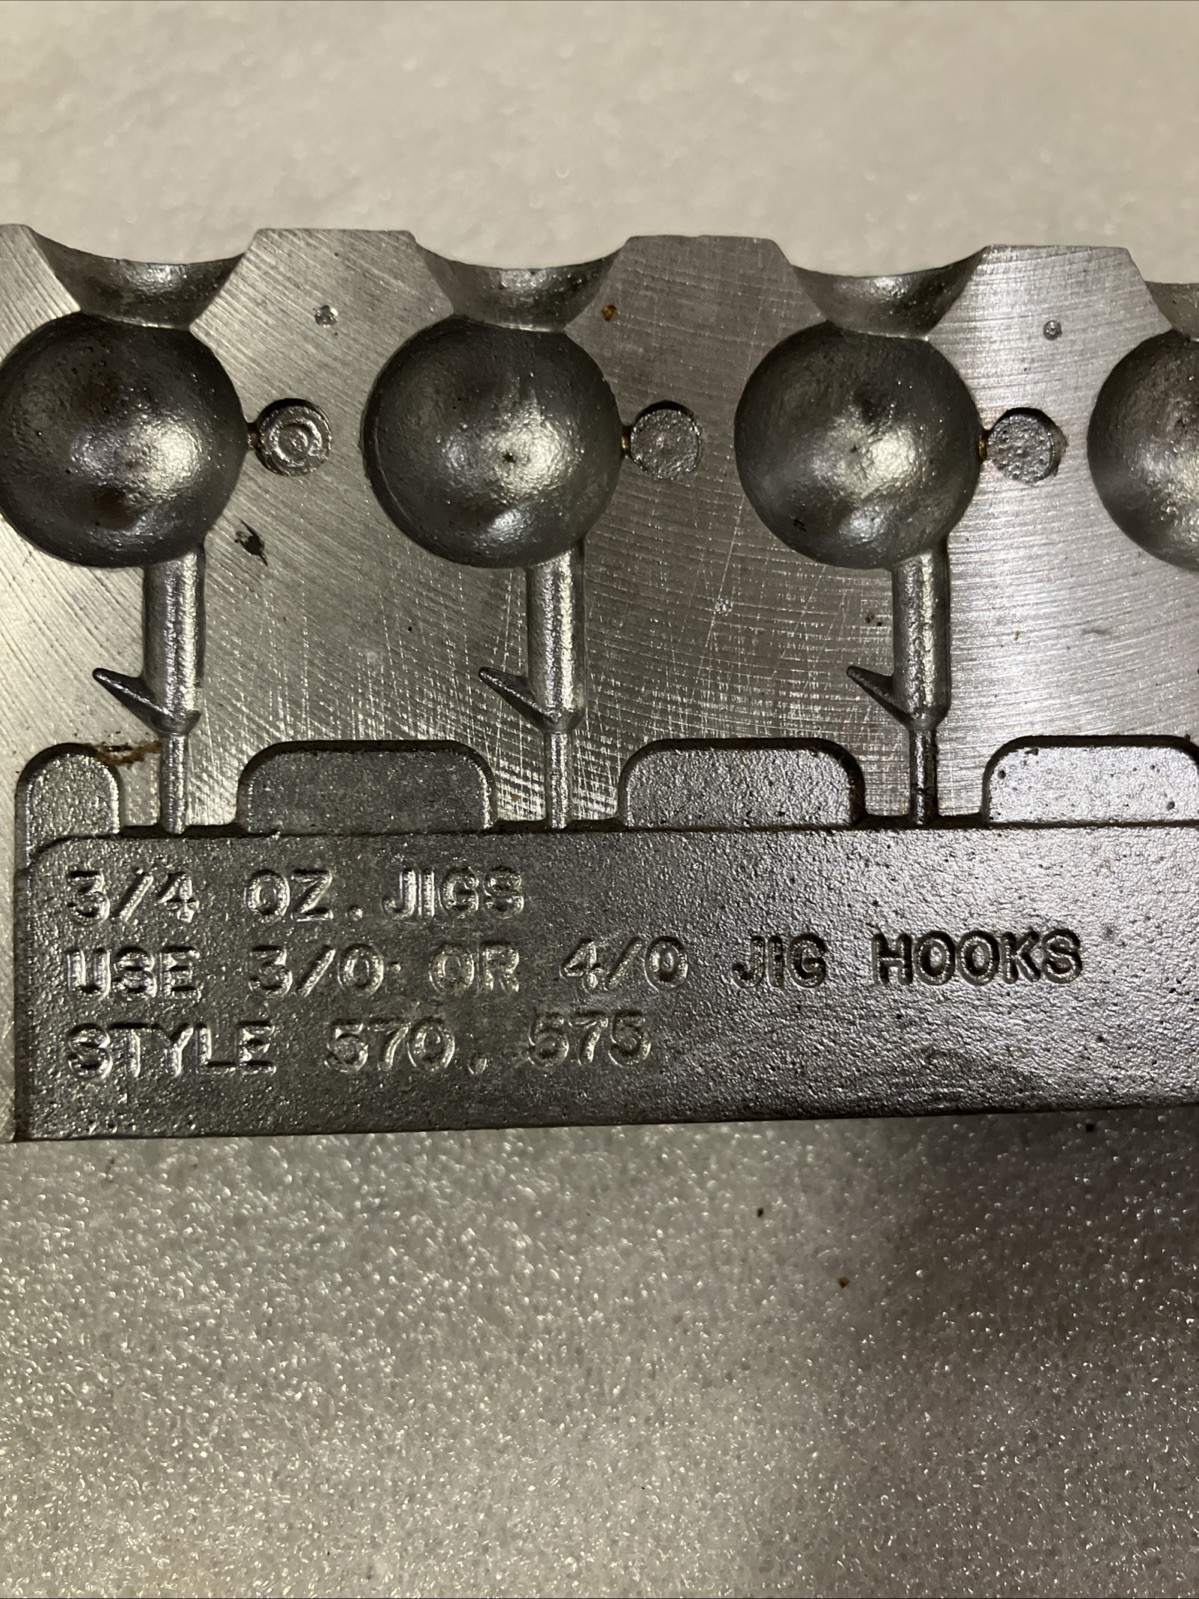 3/4 OZ. JIGS
USE 3/0 OR 4/0 JIG HOOKS
STYLE 570, 575